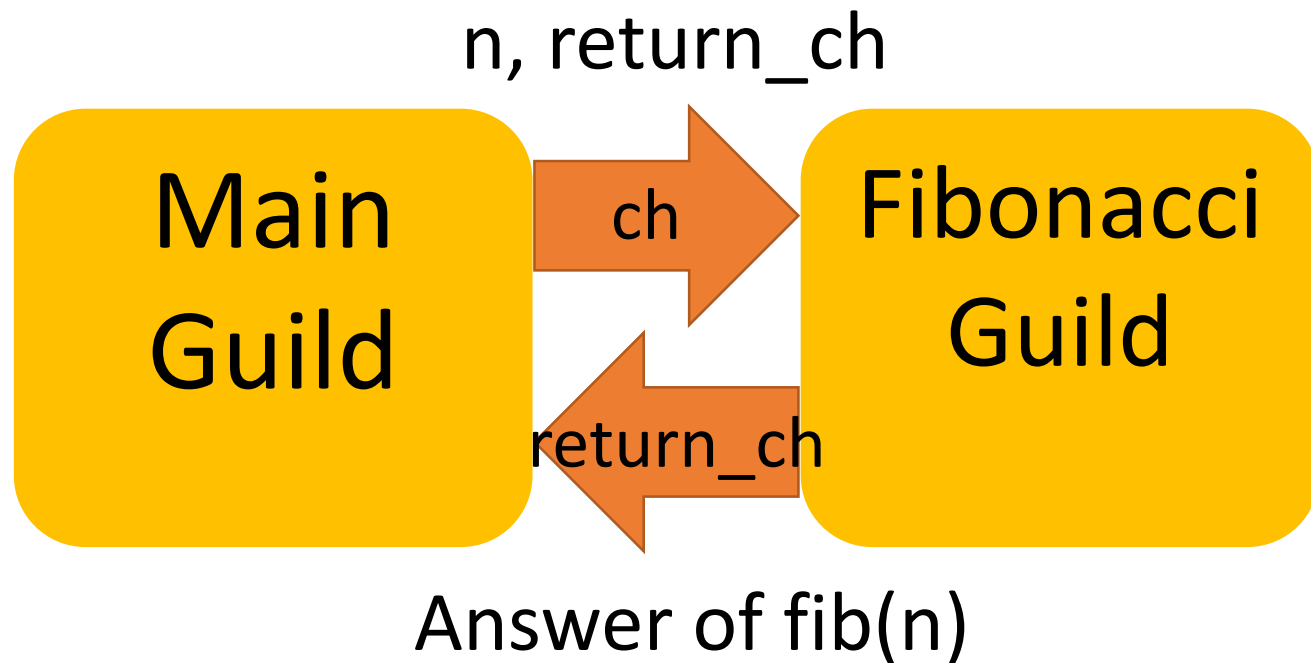 n, return_ch
Main
Guild
ch
Fibonacci
Guild
return_ch
Answer of fib(n)